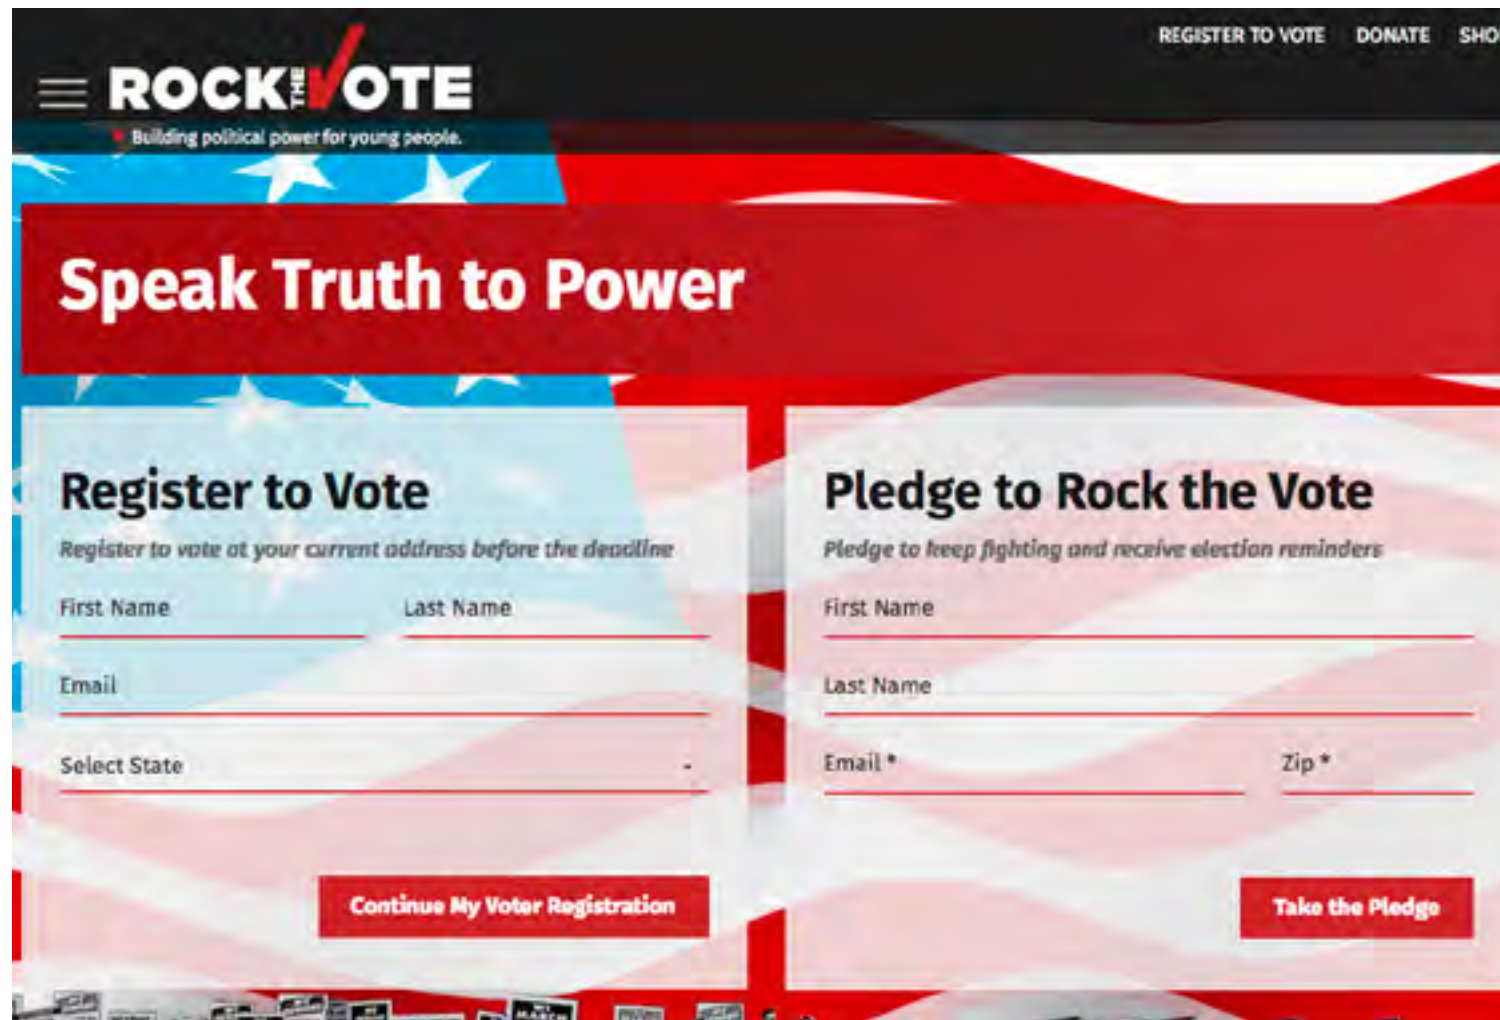 REGISTER TO VOTE DONATE SHO
ROCK THE VOTE
Building political power for young people.
Speak Truth to Power
Register to Vote
Register to vote at your current address before the deadline
First Name Last Name
Email
Select State
Continue My Voter Registration
Pledge to Rock the Vote
Pledge to keep fighting and receive election reminders
First Name
Last Name
Email * Zip *
Take the Pledge
MARCH